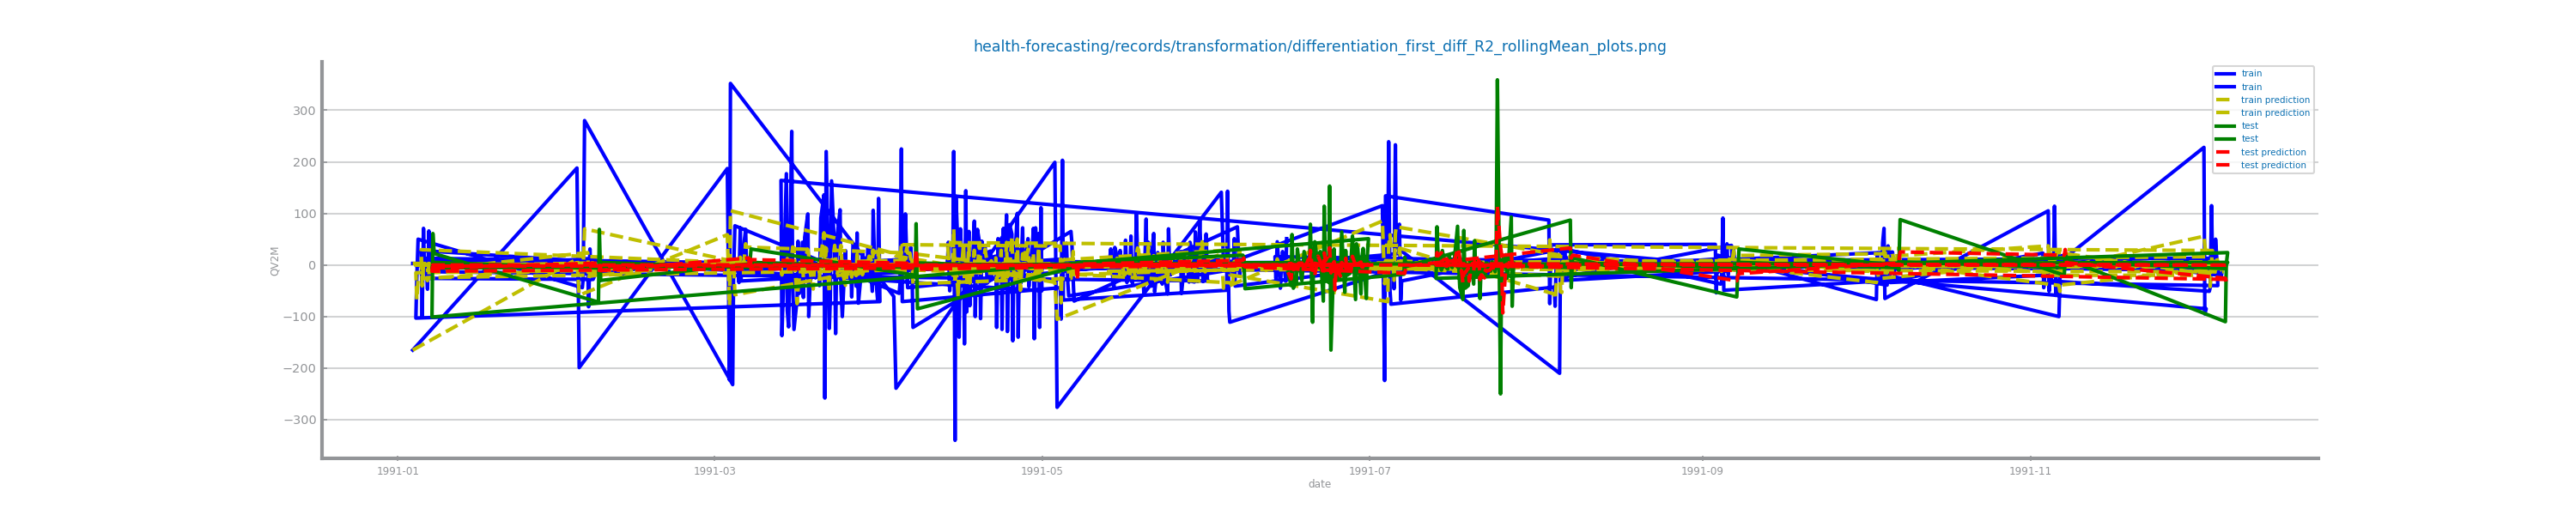 health-forecasting/records/transformation/differentiation_first_diff_R2_rollingMean_plots.png
train
train
train prediction
train prediction
test
test
test prediction
test prediction
300
200
100
0
−100
−200
−300
QV2M
1991-01 1991-03 1991-05 1991-07 1991-09 1991-11
date